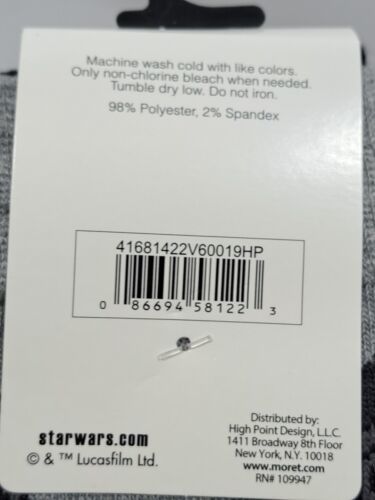 Machine wash cold with like colors.
Only non-chlorine bleach when needed.
Tumble dry low. Do not iron.
98% Polyester, 2% Spandex
41681422V60019HP
0 86694 58122 3
starwars.com
© & ™ Lucasfilm Ltd.
Distributed by:
High Point Design, L.L.C.
1411 Broadway 8th Floor
New York, N.Y. 10018
www.moret.com
RN# 109947